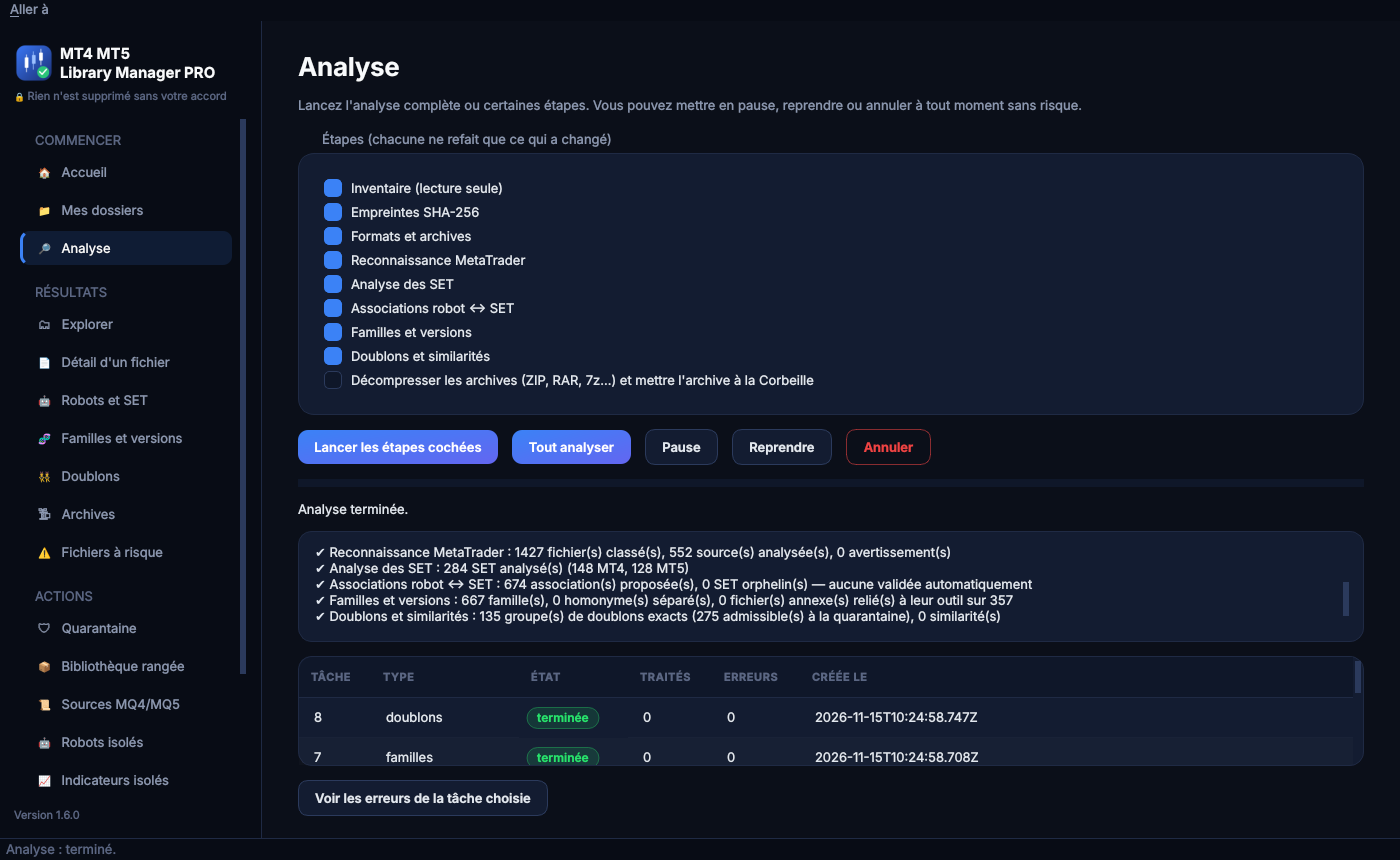 Aller à
MT4 MT5
Library Manager PRO
🔒 Rien n'est supprimé sans votre accord
COMMENCER
Accueil
Mes dossiers
Analyse
RÉSULTATS
Explorer
Détail d'un fichier
Robots et SET
Familles et versions
Doublons
Archives
Fichiers à risque
ACTIONS
Quarantaine
Bibliothèque rangée
Sources MQ4/MQ5
Robots isolés
Indicateurs isolés
Version 1.6.0
Analyse
Lancez l'analyse complète ou certaines étapes. Vous pouvez mettre en pause, reprendre ou annuler à tout moment sans risque.
Étapes (chacune ne refait que ce qui a changé)
Inventaire (lecture seule)
Empreintes SHA-256
Formats et archives
Reconnaissance MetaTrader
Analyse des SET
Associations robot ↔ SET
Familles et versions
Doublons et similarités
Décompresser les archives (ZIP, RAR, 7z...) et mettre l'archive à la Corbeille
Lancer les étapes cochées Tout analyser Pause Reprendre Annuler
Analyse terminée.
✔ Reconnaissance MetaTrader : 1427 fichier(s) classé(s), 552 source(s) analysée(s), 0 avertissement(s)
✔ Analyse des SET : 284 SET analysé(s) (148 MT4, 128 MT5)
✔ Associations robot ↔ SET : 674 association(s) proposée(s), 0 SET orphelin(s) — aucune validée automatiquement
✔ Familles et versions : 667 famille(s), 0 homonyme(s) séparé(s), 0 fichier(s) annexe(s) relié(s) à leur outil sur 357
✔ Doublons et similarités : 135 groupe(s) de doublons exacts (275 admissible(s) à la quarantaine), 0 similarité(s)
TÂCHE TYPE ÉTAT TRAITÉS ERREURS CRÉÉE LE
8 doublons terminée 0 0 2026-11-15T10:24:58.747Z
7 familles terminée 0 0 2026-11-15T10:24:58.708Z
Voir les erreurs de la tâche choisie
Analyse : terminé.